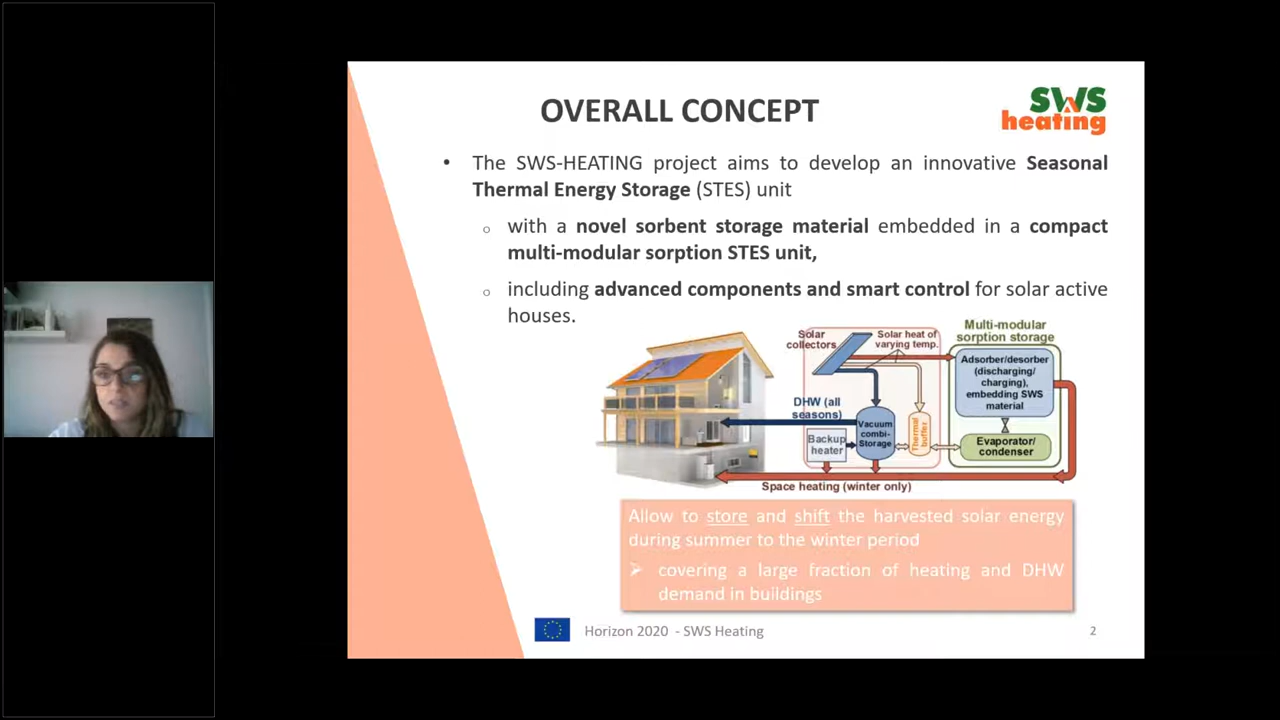 OVERALL CONCEPT
SWS
heating
• The SWS-HEATING project aims to develop an innovative Seasonal
Thermal Energy Storage (STES) unit
o with a novel sorbent storage material embedded in a compact
multi-modular sorption STES unit,
o including advanced components and smart control for solar active
houses.
Solar
collectors
Solar heat of
varying temp.
Multi-modular
sorption storage
Adsorber/desorber
(discharging/
charging),
embedding SWS
material
DHW (all
seasons)
Backup
heater
Vacuum
combi-
Storage
Thermal
buffer
Evaporator/
condenser
Space heating (winter only)
Allow to store and shift the harvested solar energy
during summer to the winter period
➢ covering a large fraction of heating and DHW
demand in buildings
Horizon 2020 - SWS Heating
2